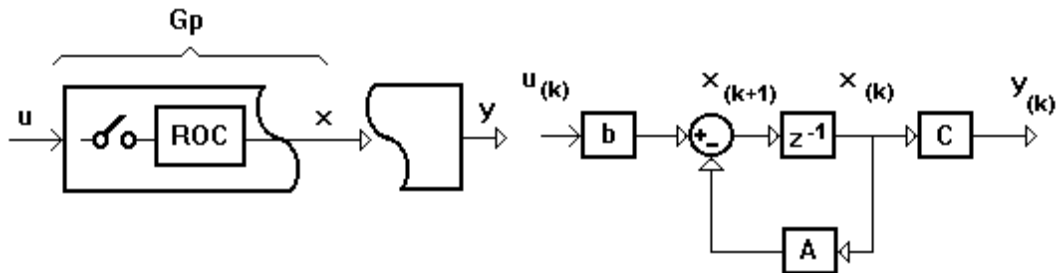 Gp
u
ROC
x
y
u(k)
b
x(k+1)
+
-
z-1
x(k)
C
y(k)
A